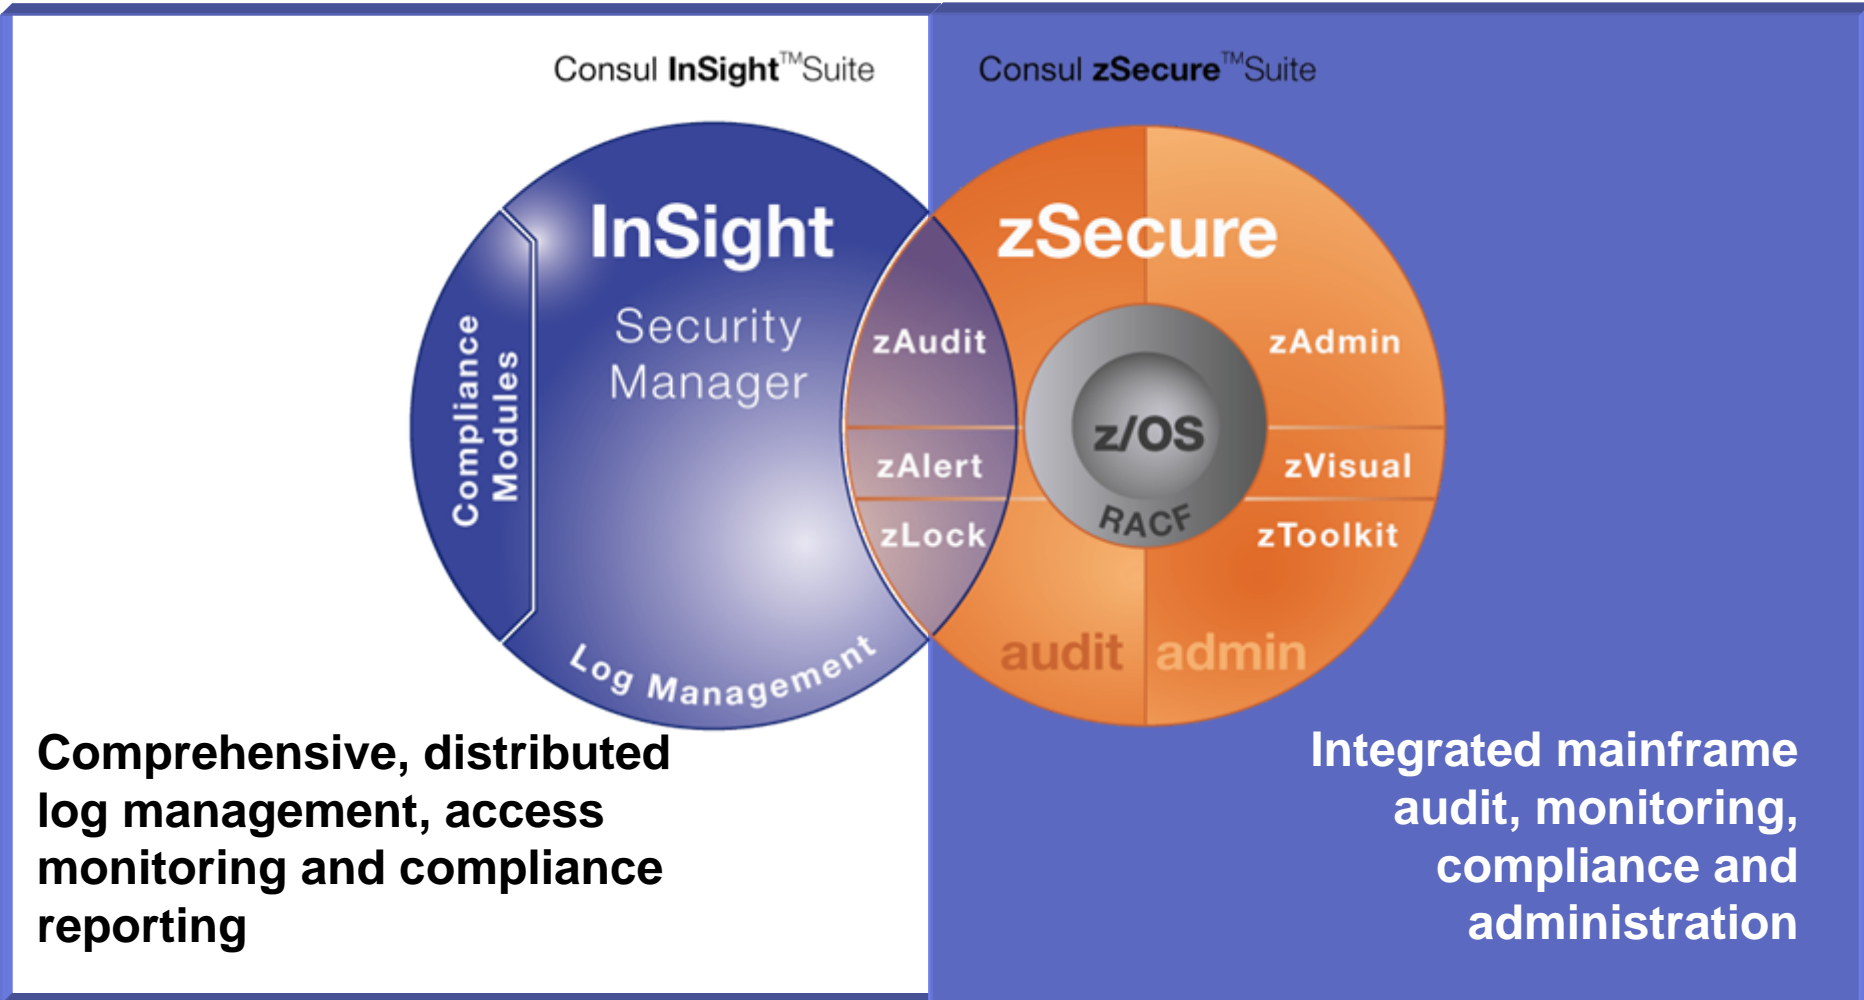 Consul InSight™Suite
Consul zSecure™Suite
InSight
Security
Manager
Compliance
Modules
Log Management
zSecure
zAudit
zAlert
zLock
z/OS
RACF
zAdmin
zVisual
zToolkit
audit
admin
Comprehensive, distributed
log management, access
monitoring and compliance
reporting
Integrated mainframe
audit, monitoring,
compliance and
administration